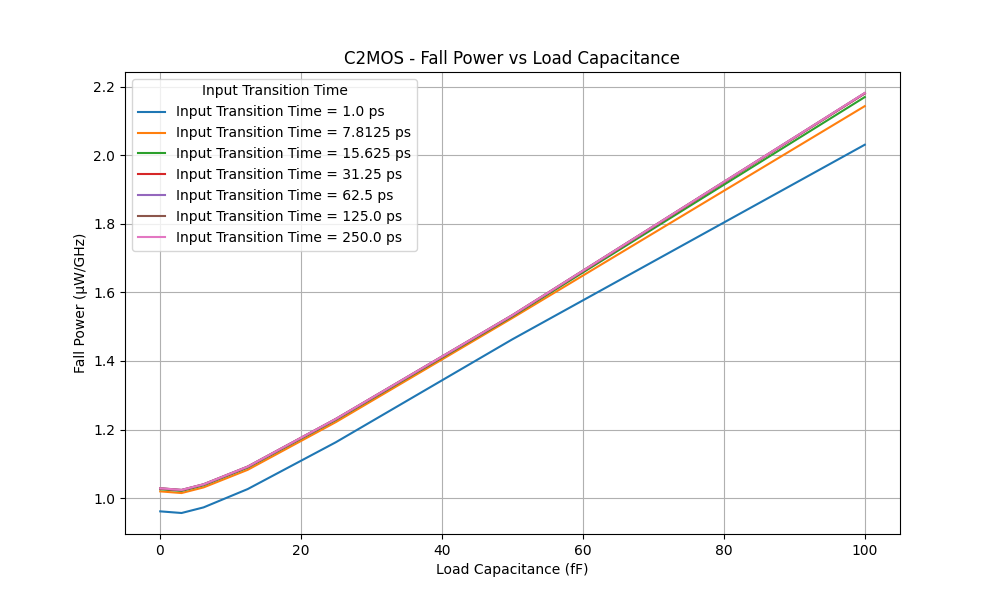 C2MOS - Fall Power vs Load Capacitance
Input Transition Time
Input Transition Time = 1.0 ps
Input Transition Time = 7.8125 ps
Input Transition Time = 15.625 ps
Input Transition Time = 31.25 ps
Input Transition Time = 62.5 ps
Input Transition Time = 125.0 ps
Input Transition Time = 250.0 ps
Fall Power (μW/GHz)
2.2
2.0
1.8
1.6
1.4
1.2
1.0
0 20 40 60 80 100
Load Capacitance (fF)